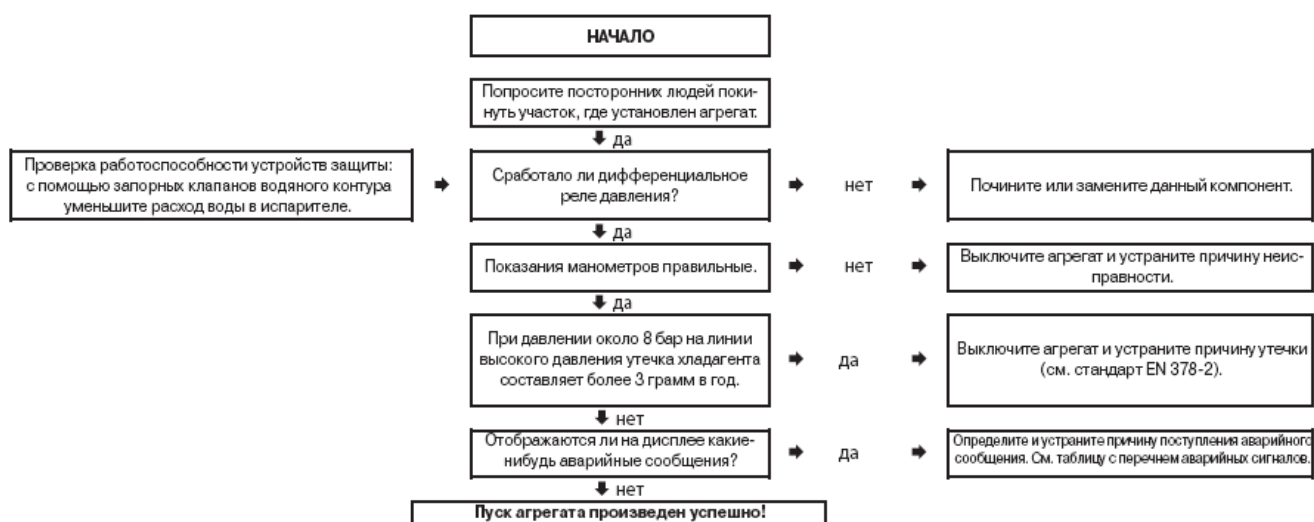 НАЧАЛО
Попросите посторонних людей поки-
нуть участок, где установлен агрегат.
да
Проверка работоспособности устройств защиты:
с помощью запорных клапанов водяного контура
уменьшите расход воды в испарителе.
Сработало ли дифференциальное
реле давления?
нет
Почините или замените данный компонент.
да
Показания манометров правильные.
нет
Выключите агрегат и устраните причину неис-
правности.
да
При давлении около 8 бар на линии
высокого давления утечка хладагента
составляет более 3 грамм в год.
да
Выключите агрегат и устраните причину утечки
(см. стандарт EN 378-2).
нет
Отображаются ли на дисплее какие-
нибудь аварийные сообщения?
да
Определите и устраните причину поступления аварийного
сообщения. См. таблицу с перечнем аварийных сигналов.
нет
Пуск агрегата произведен успешно!